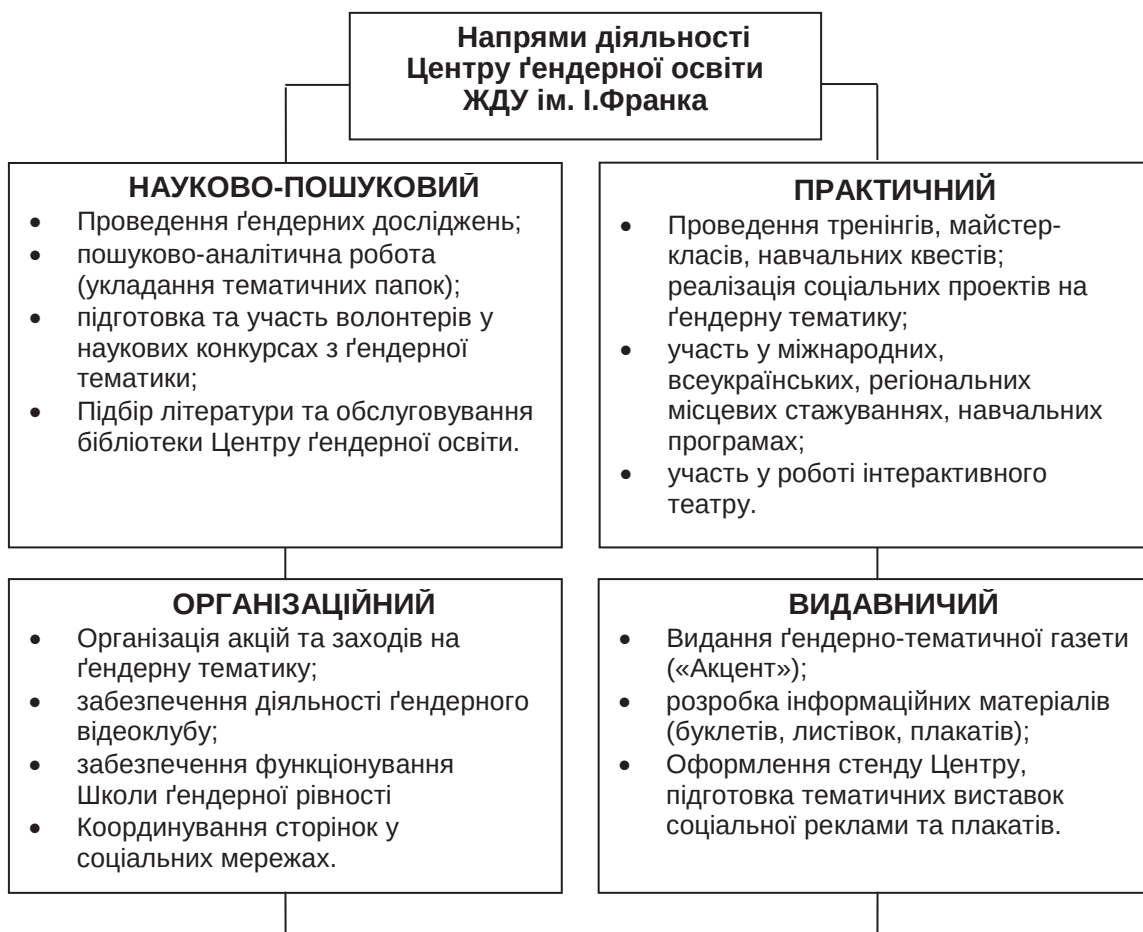 Напрями діяльності
Центру ґендерної освіти
ЖДУ ім. І.Франка
НАУКОВО-ПОШУКОВИЙ
• Проведення ґендерних досліджень;
• пошуково-аналітична робота
(укладання тематичних папок);
• підготовка та участь волонтерів у
наукових конкурсах з ґендерної
тематики;
• Підбір літератури та обслуговування
бібліотеки Центру ґендерної освіти.
ПРАКТИЧНИЙ
• Проведення тренінгів, майстер-
класів, навчальних квестів;
реалізація соціальних проектів на
ґендерну тематику;
• участь у міжнародних,
всеукраїнських, регіональних
місцевих стажуваннях, навчальних
програмах;
• участь у роботі інтерактивного
театру.
ОРГАНІЗАЦІЙНИЙ
• Організація акцій та заходів на
ґендерну тематику;
• забезпечення діяльності ґендерного
відеоклубу;
• забезпечення функціонування
Школи ґендерної рівності
• Координування сторінок у
соціальних мережах.
ВИДАВНИЧИЙ
• Видання ґендерно-тематичної газети
(«Акцент»);
• розробка інформаційних матеріалів
(буклетів, листівок, плакатів);
• Оформлення стенду Центру,
підготовка тематичних виставок
соціальної реклами та плакатів.